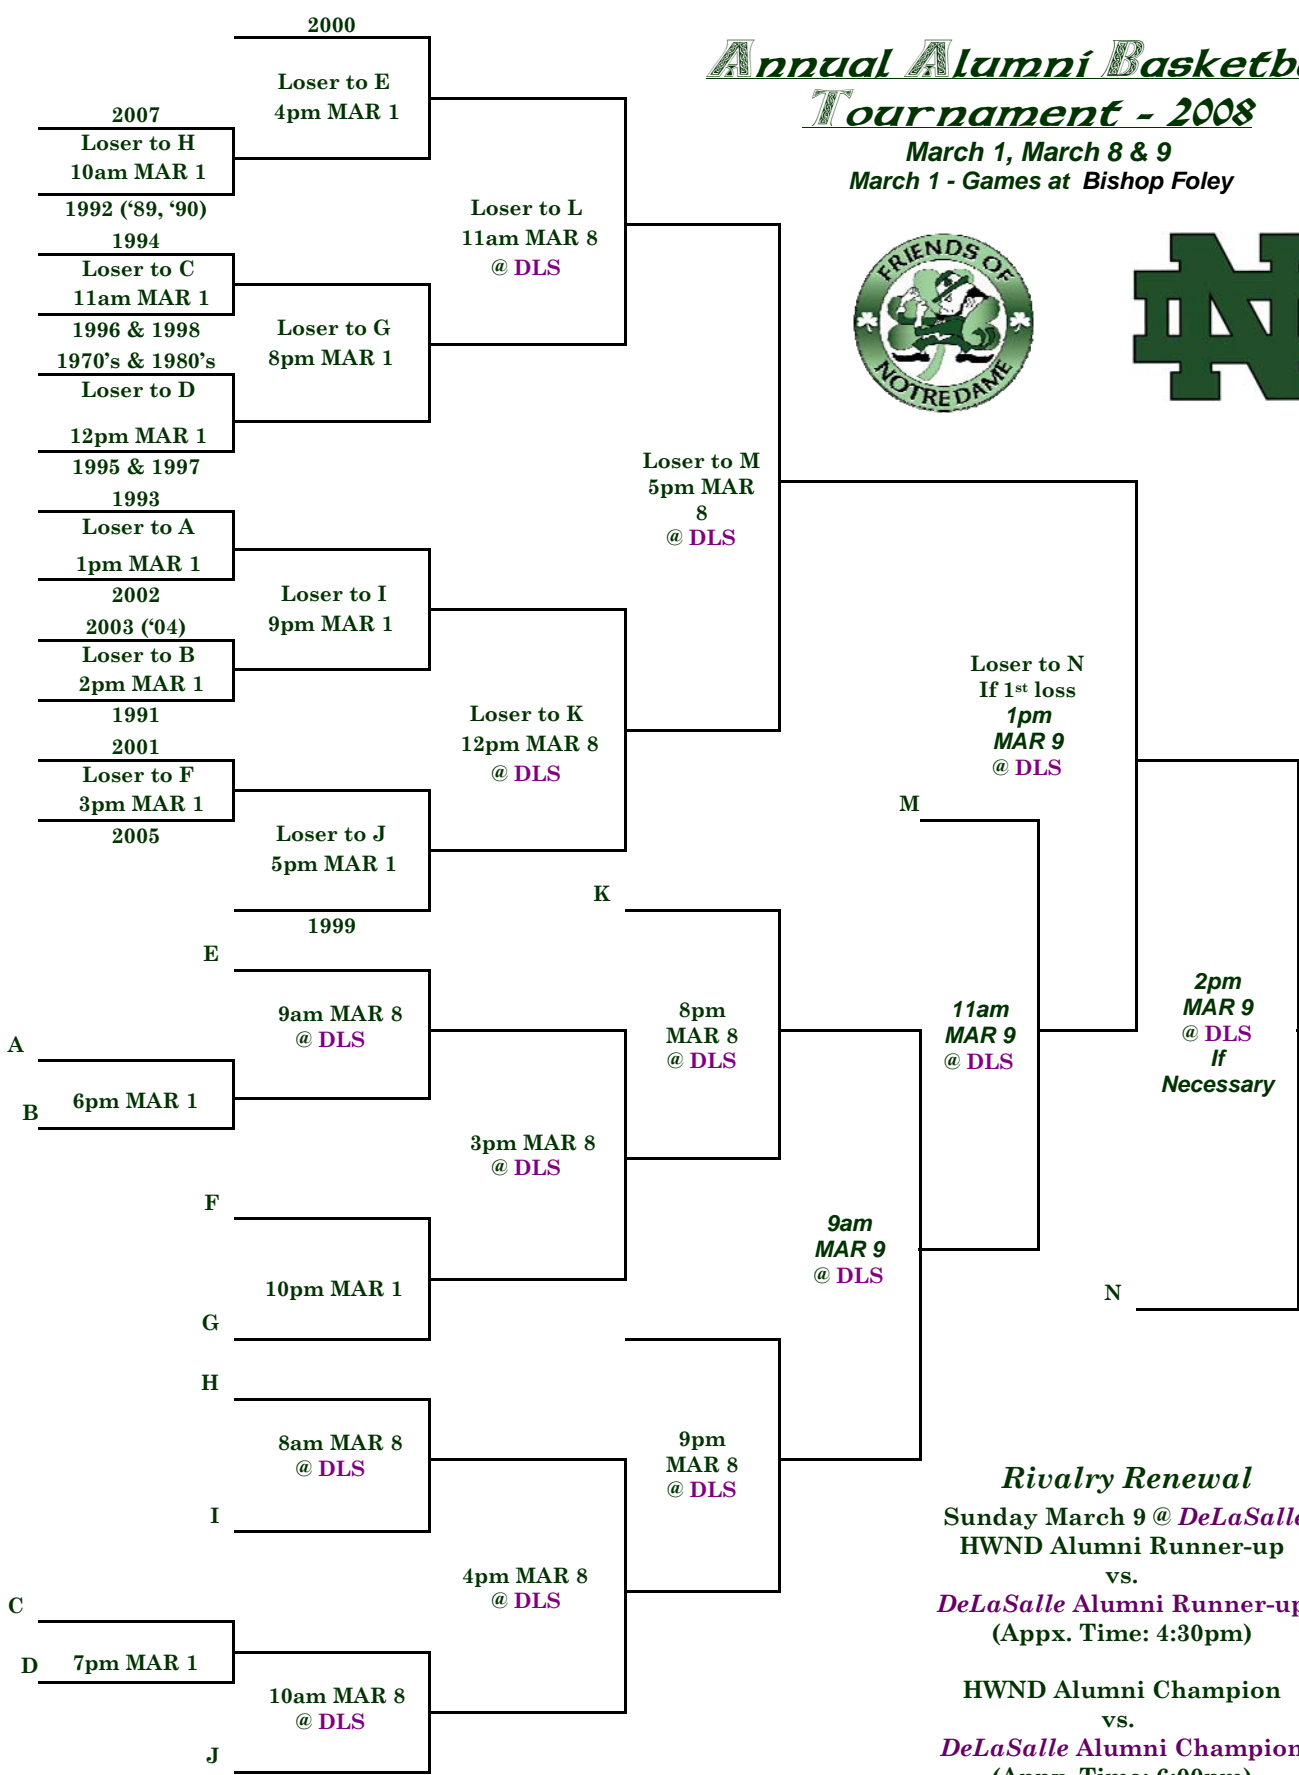 Annual Alumni Basketba
Tournament - 2008
March 1, March 8 & 9
March 1 - Games at Bishop Foley
FRIENDS OF
NOTRE DAME
ND
2000
Loser to E
4pm MAR 1
2007
Loser to H
10am MAR 1
1992 (‘89, ‘90)
1994
Loser to C
11am MAR 1
1996 & 1998
1970's & 1980's
Loser to D
12pm MAR 1
1995 & 1997
1993
Loser to A
1pm MAR 1
2002
2003 (‘04)
Loser to B
2pm MAR 1
1991
2001
Loser to F
3pm MAR 1
2005
Loser to G
8pm MAR 1
Loser to I
9pm MAR 1
Loser to J
5pm MAR 1
1999
Loser to L
11am MAR 8
@ DLS
Loser to K
12pm MAR 8
@ DLS
Loser to M
5pm MAR
8
@ DLS
Loser to N
If 1st loss
1pm
MAR 9
@ DLS
M
K
E
9am MAR 8
@ DLS
A
6pm MAR 1
B
8pm
MAR 8
@ DLS
11am
MAR 9
@ DLS
2pm
MAR 9
@ DLS
If
Necessary
3pm MAR 8
@ DLS
F
10pm MAR 1
G
9am
MAR 9
@ DLS
N
H
8am MAR 8
@ DLS
I
9pm
MAR 8
@ DLS
4pm MAR 8
@ DLS
C
7pm MAR 1
D
10am MAR 8
@ DLS
J
Rivalry Renewal
Sunday March 9 @ DeLaSalle
HWND Alumni Runner-up
vs.
DeLaSalle Alumni Runner-up
(Appx. Time: 4:30pm)
HWND Alumni Champion
vs.
DeLaSalle Alumni Champion
(Appx. Time: 6:00pm)